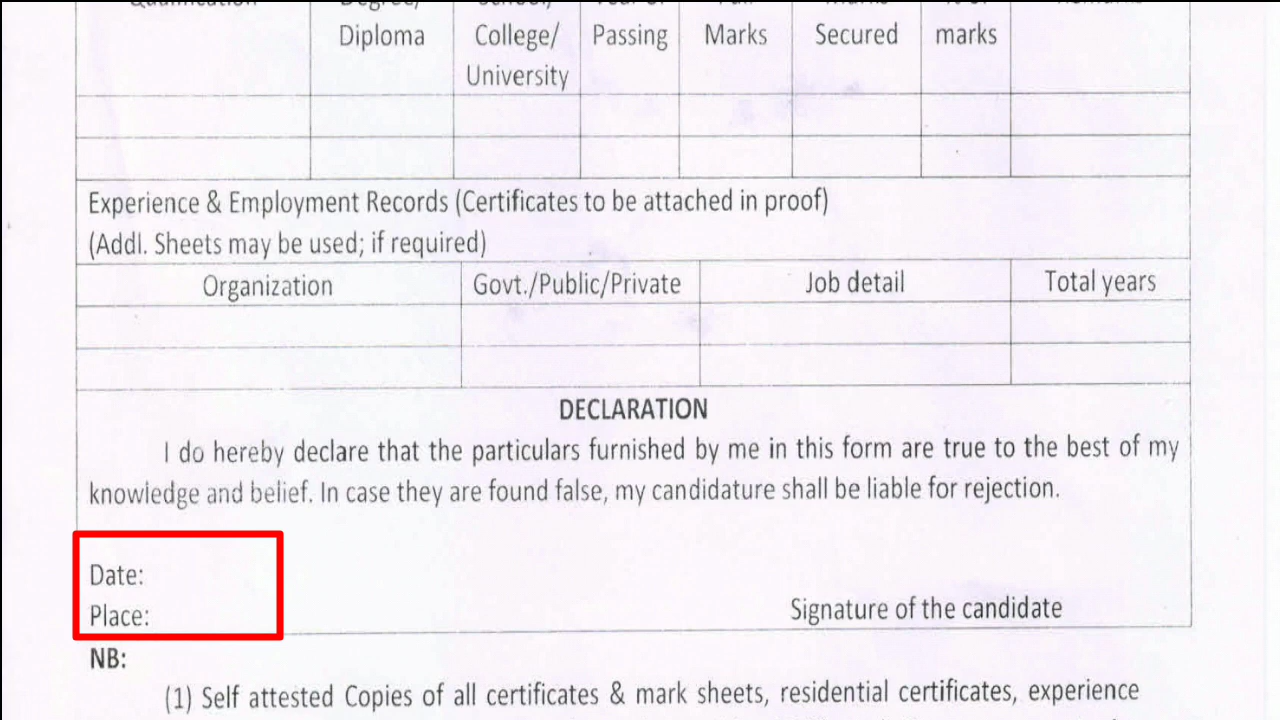 Diploma College/ Passing Marks Secured marks
University
Experience & Employment Records (Certificates to be attached in proof)
(Addl. Sheets may be used; if required)
Organization Govt./Public/Private Job detail Total years
DECLARATION
I do hereby declare that the particulars furnished by me in this form are true to the best of my
knowledge and belief. In case they are found false, my candidature shall be liable for rejection.
Date:
Place:
Signature of the candidate
NB:
(1) Self attested Copies of all certificates & mark sheets, residential certificates, experience